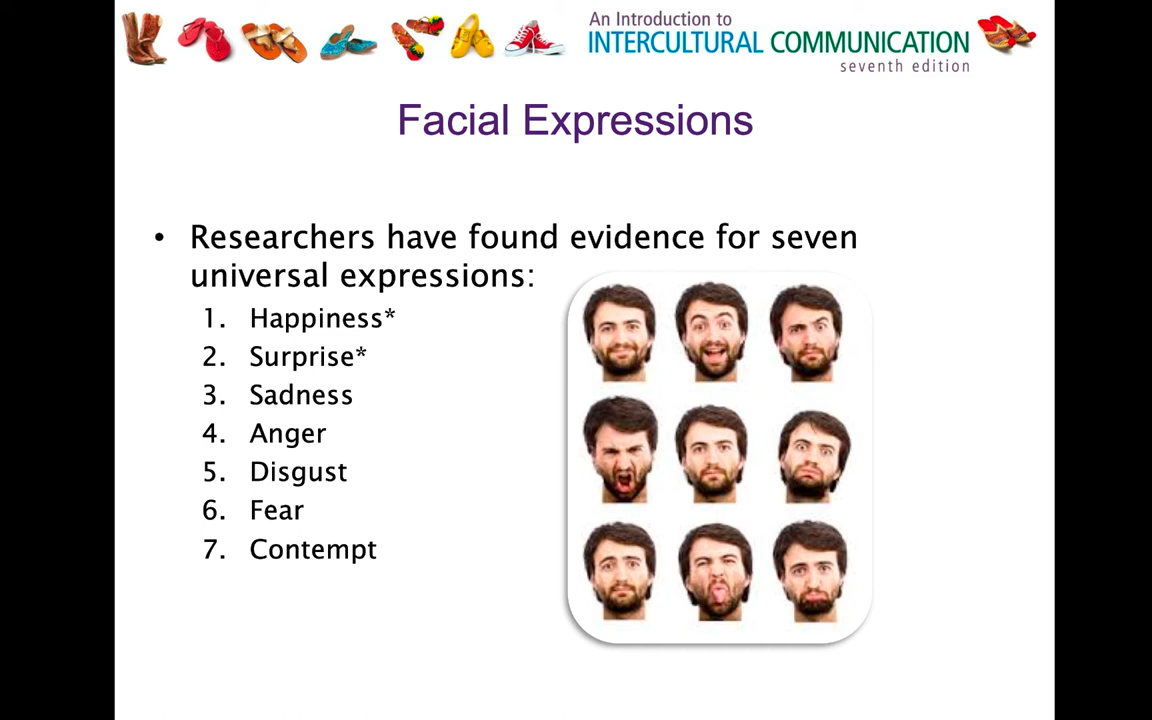 An Introduction to
INTERCULTURAL COMMUNICATION
seventh edition
Facial Expressions
• Researchers have found evidence for seven
universal expressions:
1. Happiness*
2. Surprise*
3. Sadness
4. Anger
5. Disgust
6. Fear
7. Contempt